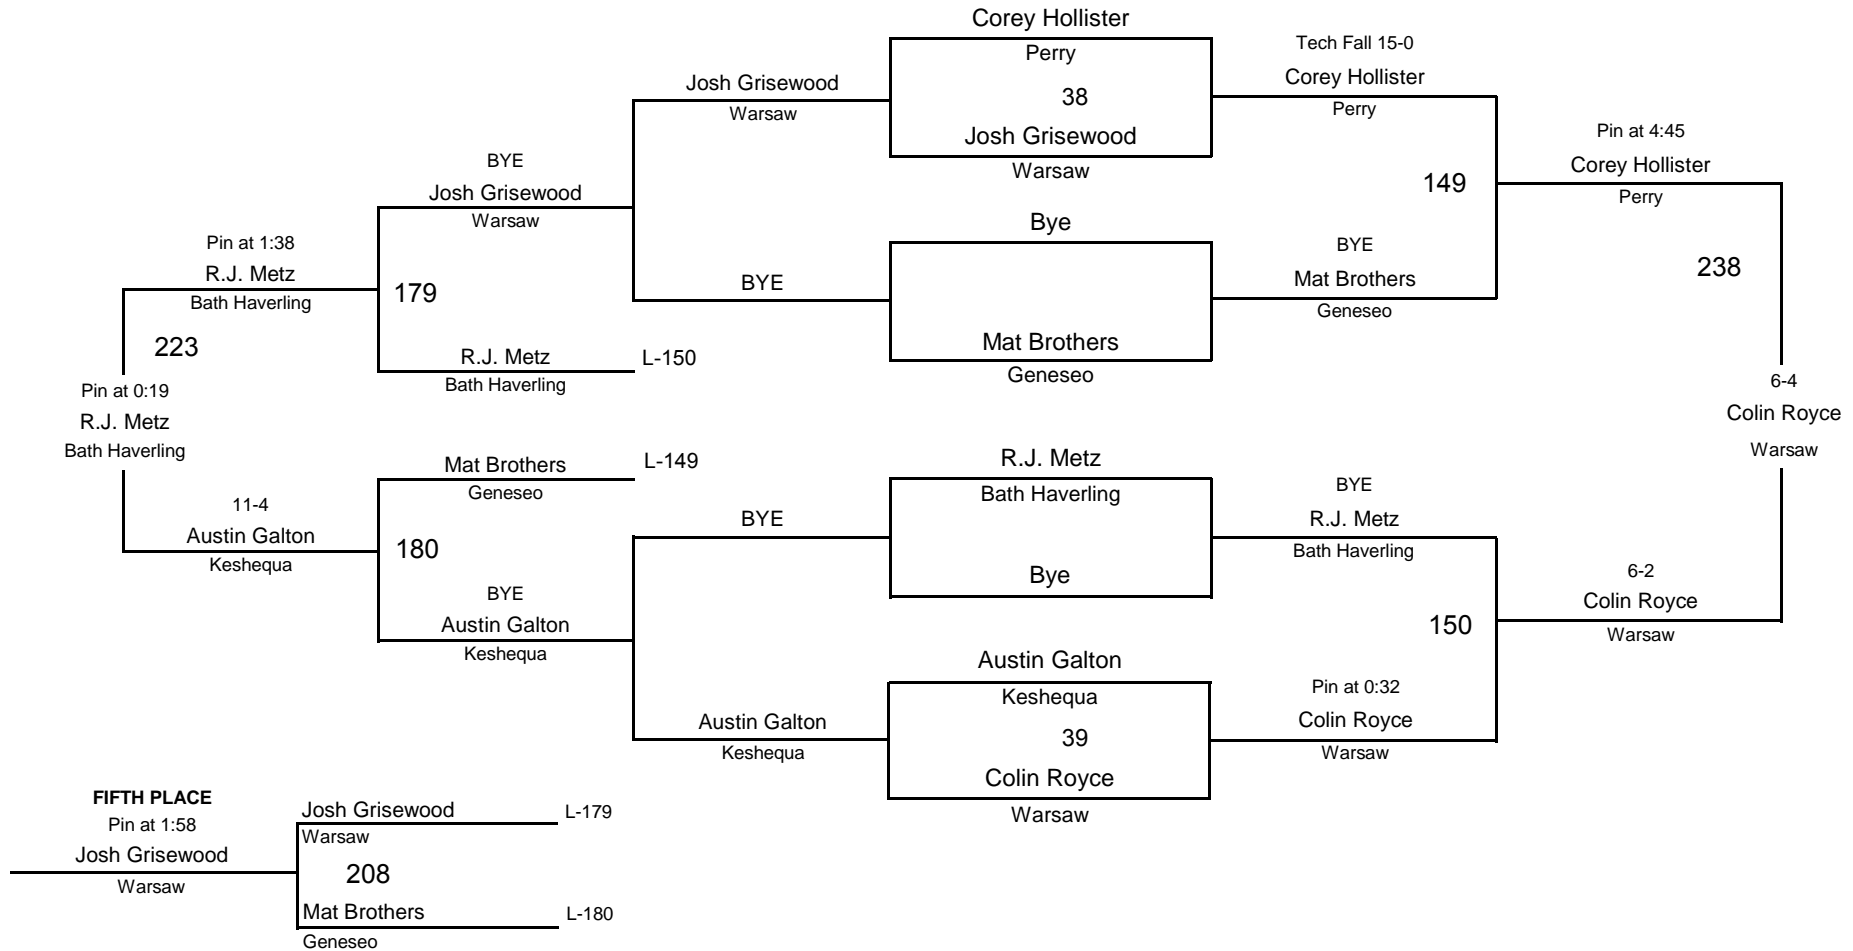 Corey Hollister
Perry
38
Josh Grisewood
Warsaw
Bye
Mat Brothers
Geneseo
R.J. Metz
Bath Haverling
Bye
Austin Galton
Keshequa
39
Colin Royce
Warsaw
Tech Fall 15-0
Corey Hollister
Perry
149
BYE
Mat Brothers
Geneseo
BYE
R.J. Metz
Bath Haverling
150
Pin at 0:32
Colin Royce
Warsaw
Pin at 4:45
Corey Hollister
Perry
238
6-4
Colin Royce
Warsaw
6-2
Colin Royce
Warsaw
Josh Grisewood
Warsaw
BYE
BYE
Austin Galton
Keshequa
BYE
Josh Grisewood
Warsaw
179
R.J. Metz
L-150
Bath Haverling
Mat Brothers
L-149
Geneseo
180
BYE
Austin Galton
Keshequa
Pin at 1:38
R.J. Metz
Bath Haverling
223
Pin at 0:19
R.J. Metz
Bath Haverling
11-4
Austin Galton
Keshequa
FIFTH PLACE
Pin at 1:58
Josh Grisewood
Warsaw
Josh Grisewood
L-179
Warsaw
208
Mat Brothers
L-180
Geneseo